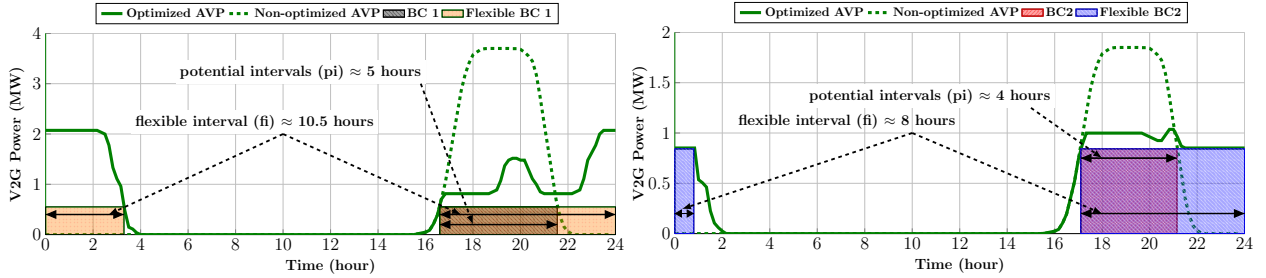 Optimized AVP Non-optimized AVP BC 1 Flexible BC 1
4
3
2
1
0
V2G Power (MW)
potential intervals (pi) ≈ 5 hours
flexible interval (fi) ≈ 10.5 hours
0 2 4 6 8 10 12 14 16 18 20 22 24
Time (hour)
Optimized AVP Non-optimized AVP BC2 Flexible BC2
2
1.5
1
0.5
0
V2G Power (MW)
potential intervals (pi) ≈ 4 hours
flexible interval (fi) ≈ 8 hours
0 2 4 6 8 10 12 14 16 18 20 22 24
Time (hour)